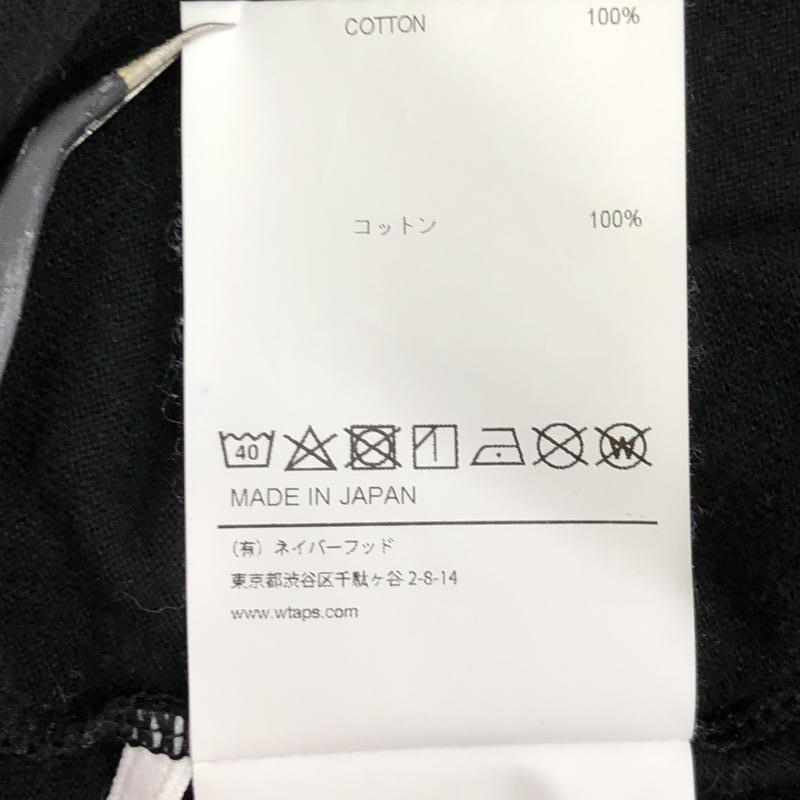 COTTON 100%
コットン 100%
40 W
MADE IN JAPAN
(有) ネイバーフッド
東京都渋谷区千駄ヶ谷 2-8-14
www.wtaps.com